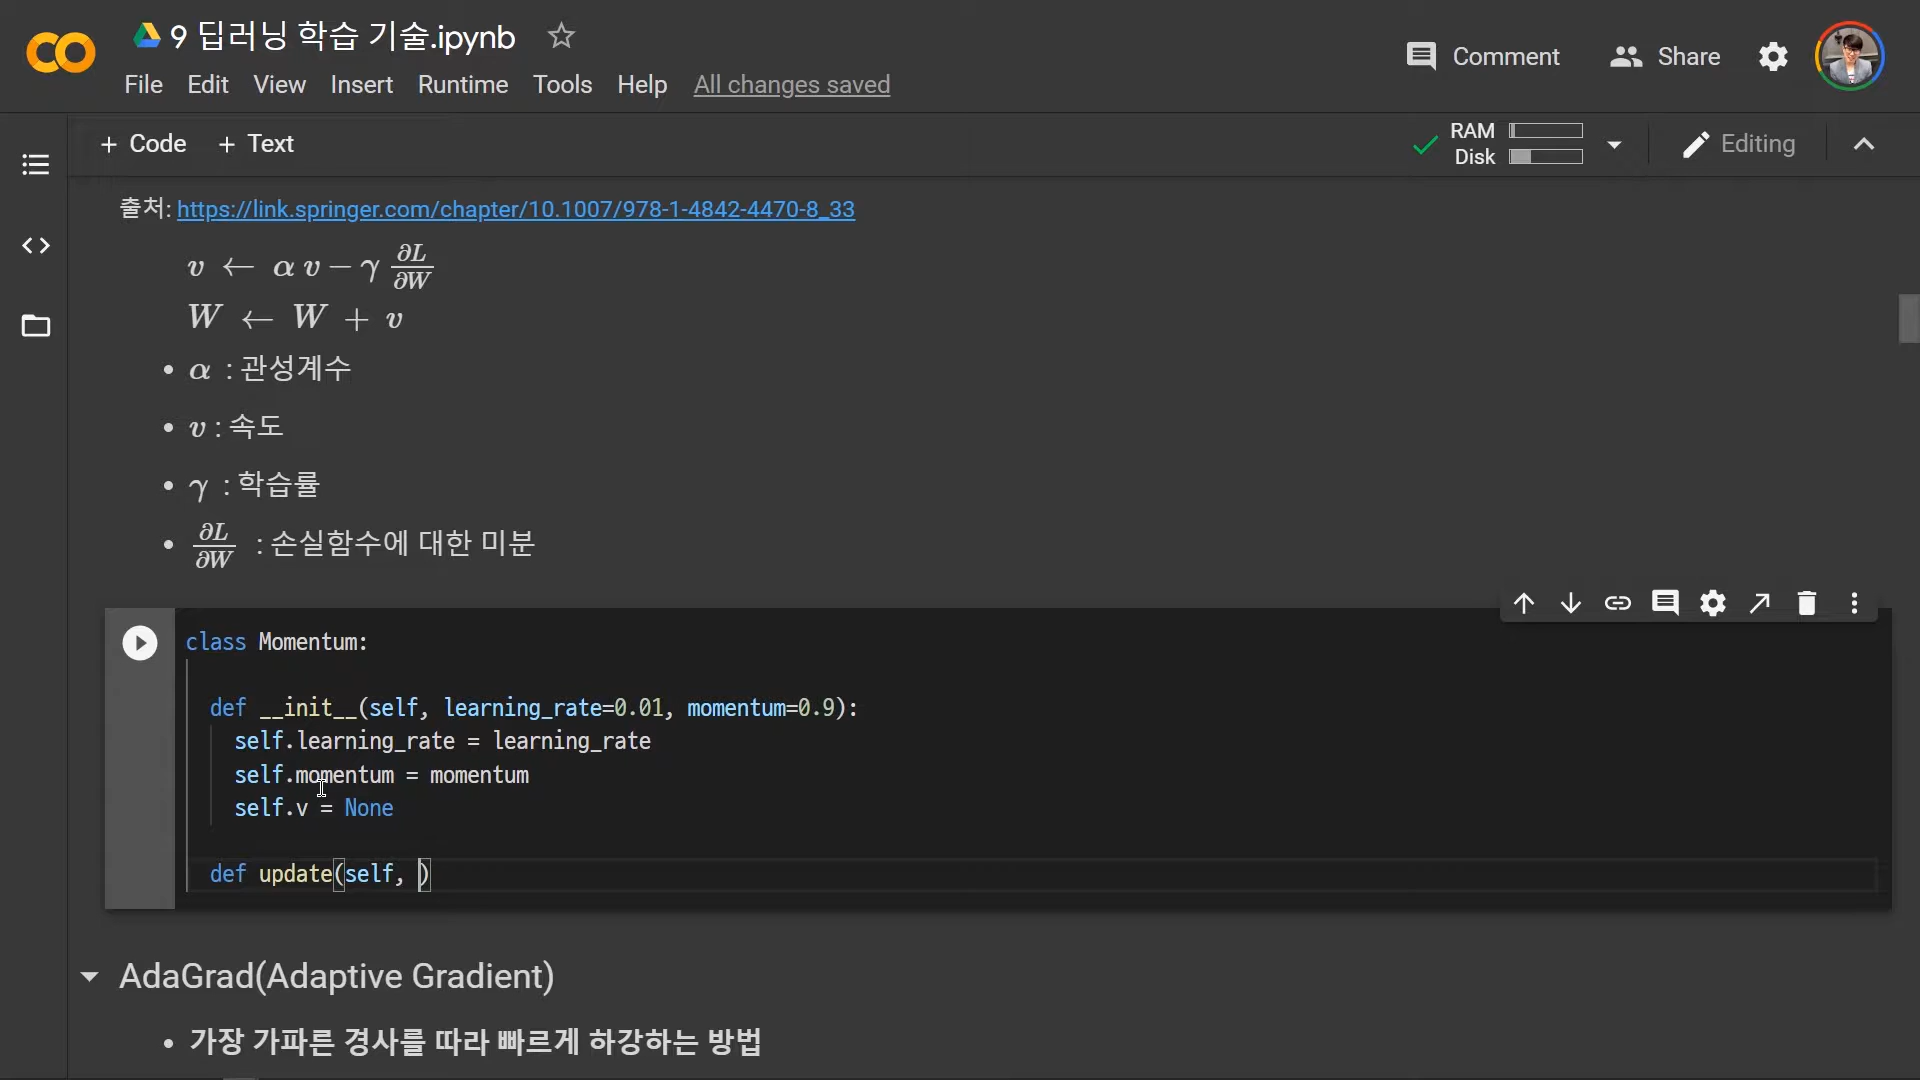 9 딥러닝 학습 기술.ipynb
Comment
Share
File Edit View Insert Runtime Tools Help All changes saved
+ Code + Text
RAM
Disk
Editing
출처: https://link.springer.com/chapter/10.1007/978-1-4842-4470-8_33
v ← α v − γ ∂L/∂W
W ← W + v
• α : 관성계수
• v : 속도
• γ : 학습률
• ∂L/∂W : 손실함수에 대한 미분
class Momentum:
def __init__(self, learning_rate=0.01, momentum=0.9):
self.learning_rate = learning_rate
self.momentum = momentum
self.v = None
def update(self, )
AdaGrad(Adaptive Gradient)
• 가장 가파른 경사를 따라 빠르게 하강하는 방법